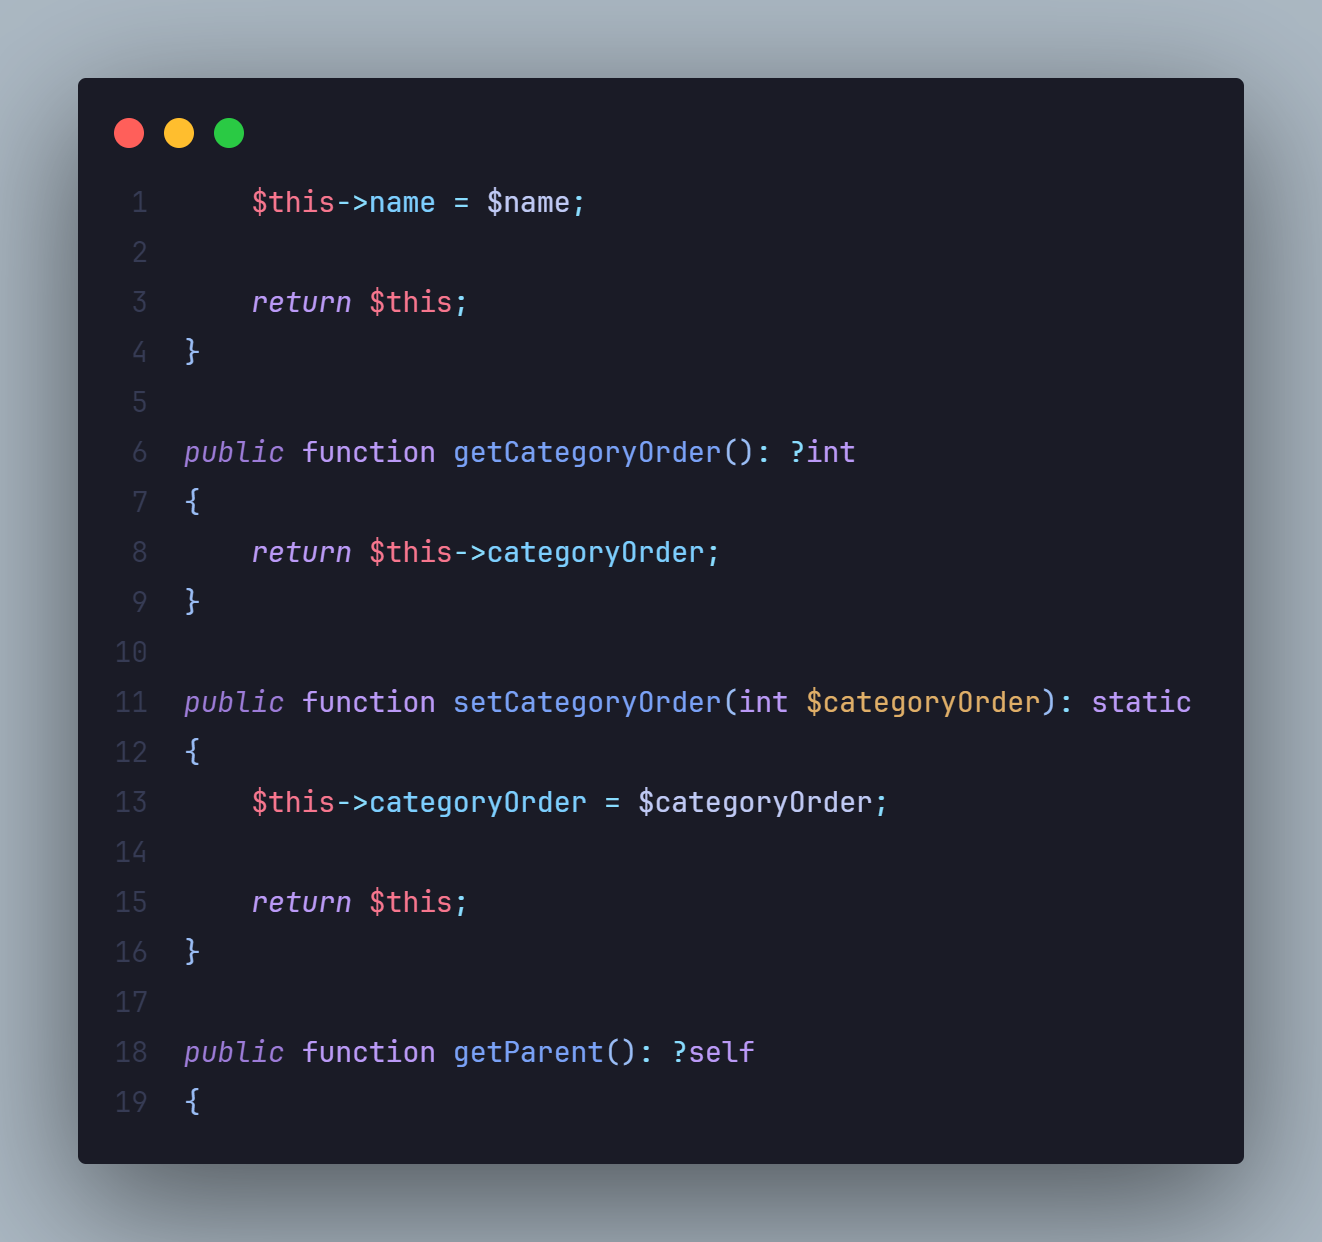 1 $this->name = $name;
2
3 return $this;
4 }
5
6 public function getCategoryOrder(): ?int
7 {
8 return $this->categoryOrder;
9 }
10
11 public function setCategoryOrder(int $categoryOrder): static
12 {
13 $this->categoryOrder = $categoryOrder;
14
15 return $this;
16 }
17
18 public function getParent(): ?self
19 {